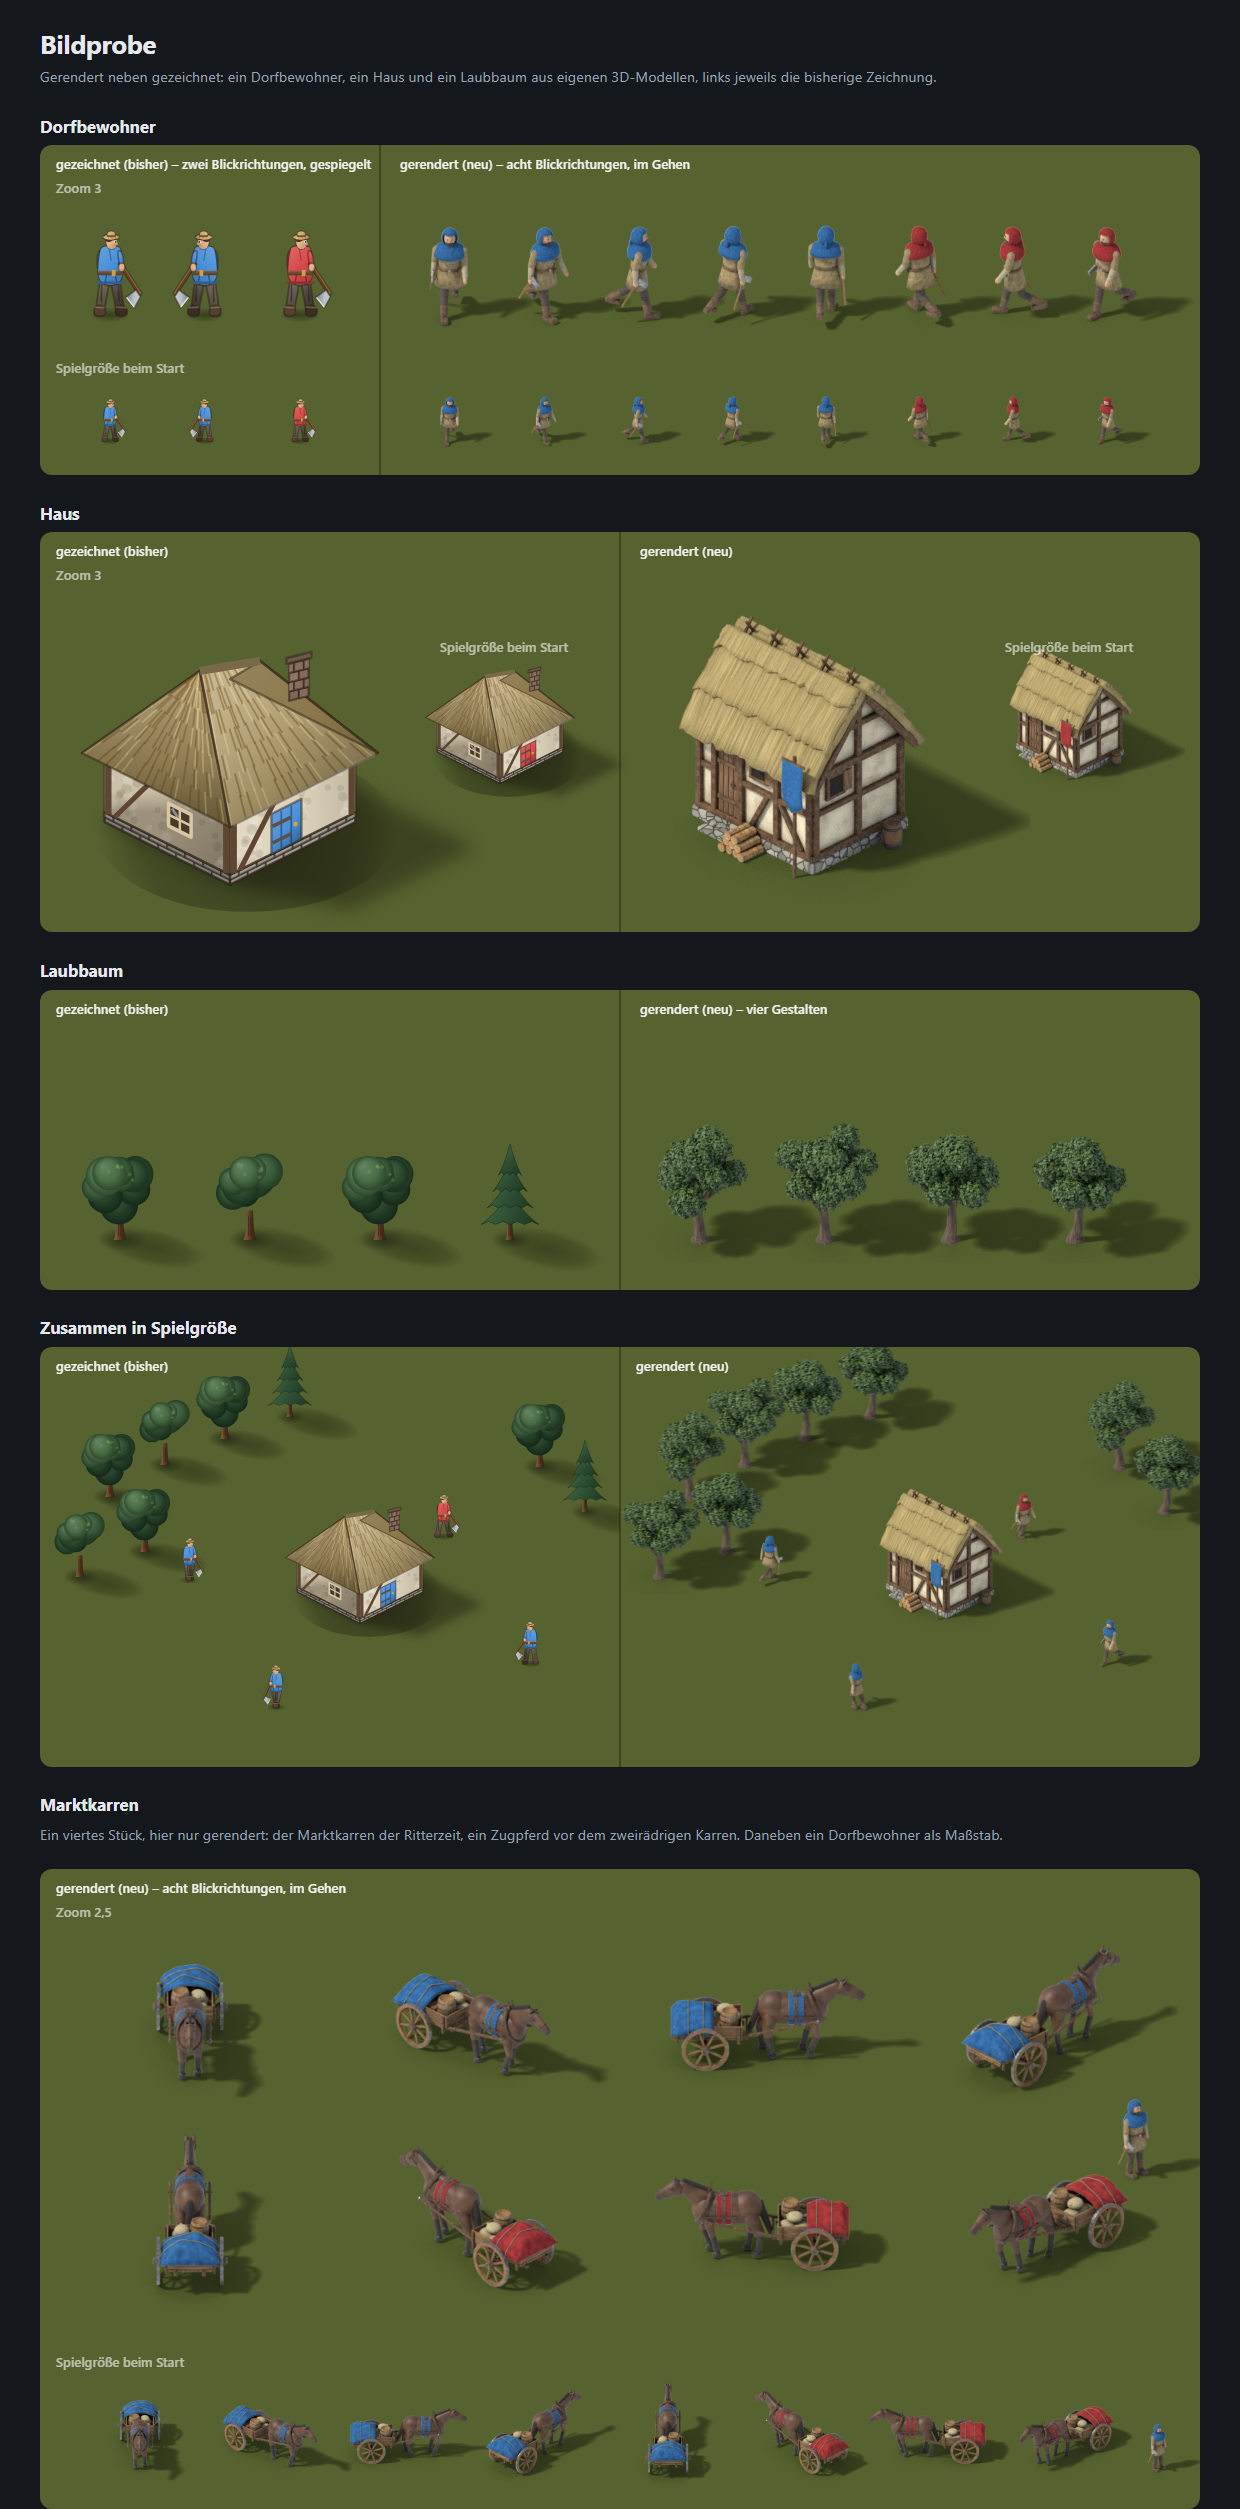 Bildprobe
Gerendert neben gezeichnet: ein Dorfbewohner, ein Haus und ein Laubbaum aus eigenen 3D-Modellen, links jeweils die bisherige Zeichnung.
Dorfbewohner
gezeichnet (bisher) – zwei Blickrichtungen, gespiegelt
gerendert (neu) – acht Blickrichtungen, im Gehen
Zoom 3
Spielgröße beim Start
Haus
gezeichnet (bisher)
gerendert (neu)
Zoom 3
Spielgröße beim Start
Spielgröße beim Start
Laubbaum
gezeichnet (bisher)
gerendert (neu) – vier Gestalten
Zusammen in Spielgröße
gezeichnet (bisher)
gerendert (neu)
Marktkarren
Ein viertes Stück, hier nur gerendert: der Marktkarren der Ritterzeit, ein Zugpferd vor dem zweirädrigen Karren. Daneben ein Dorfbewohner als Maßstab.
gerendert (neu) – acht Blickrichtungen, im Gehen
Zoom 2,5
Spielgröße beim Start